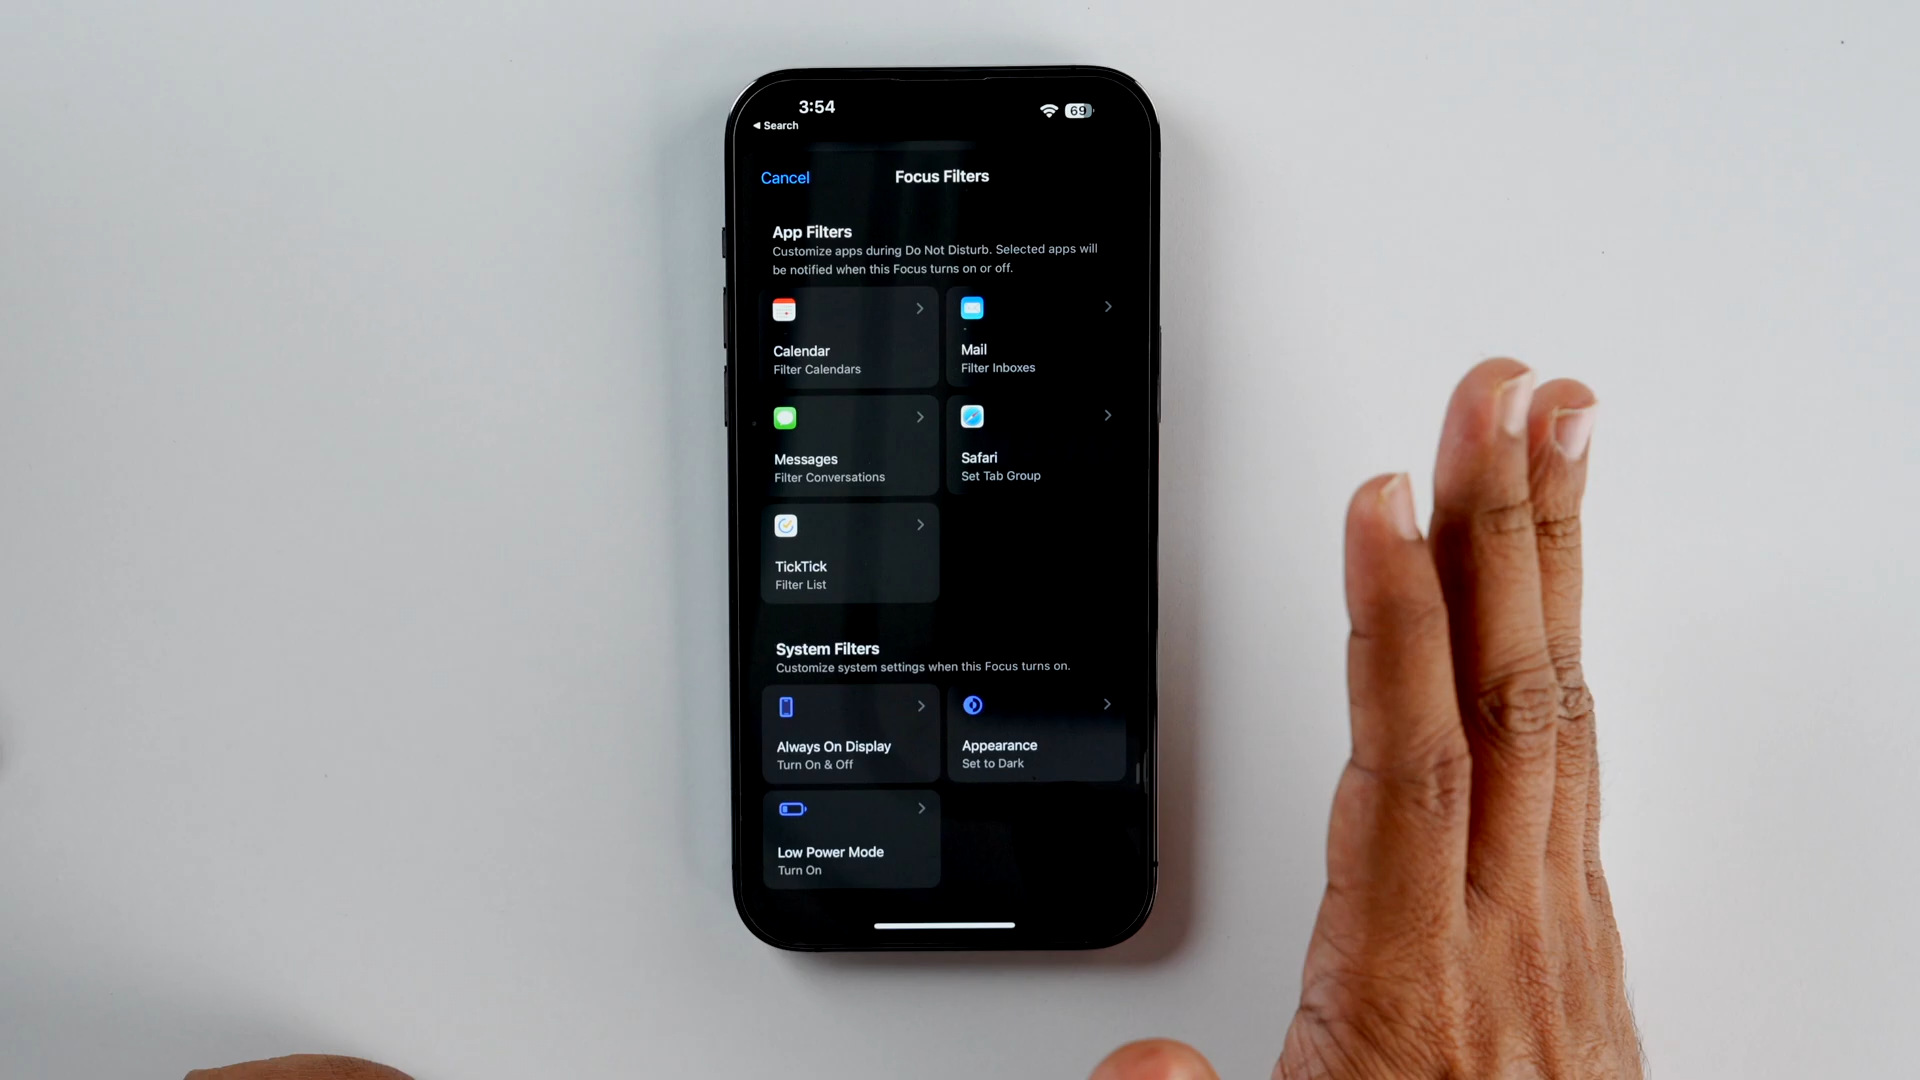 3:54
69
◀ Search
Cancel
Focus Filters
App Filters
Customize apps during Do Not Disturb. Selected apps will
be notified when this Focus turns on or off.
Calendar
Filter Calendars
Mail
Filter Inboxes
Messages
Filter Conversations
Safari
Set Tab Group
TickTick
Filter List
System Filters
Customize system settings when this Focus turns on.
Always On Display
Turn On & Off
Appearance
Set to Dark
Low Power Mode
Turn On